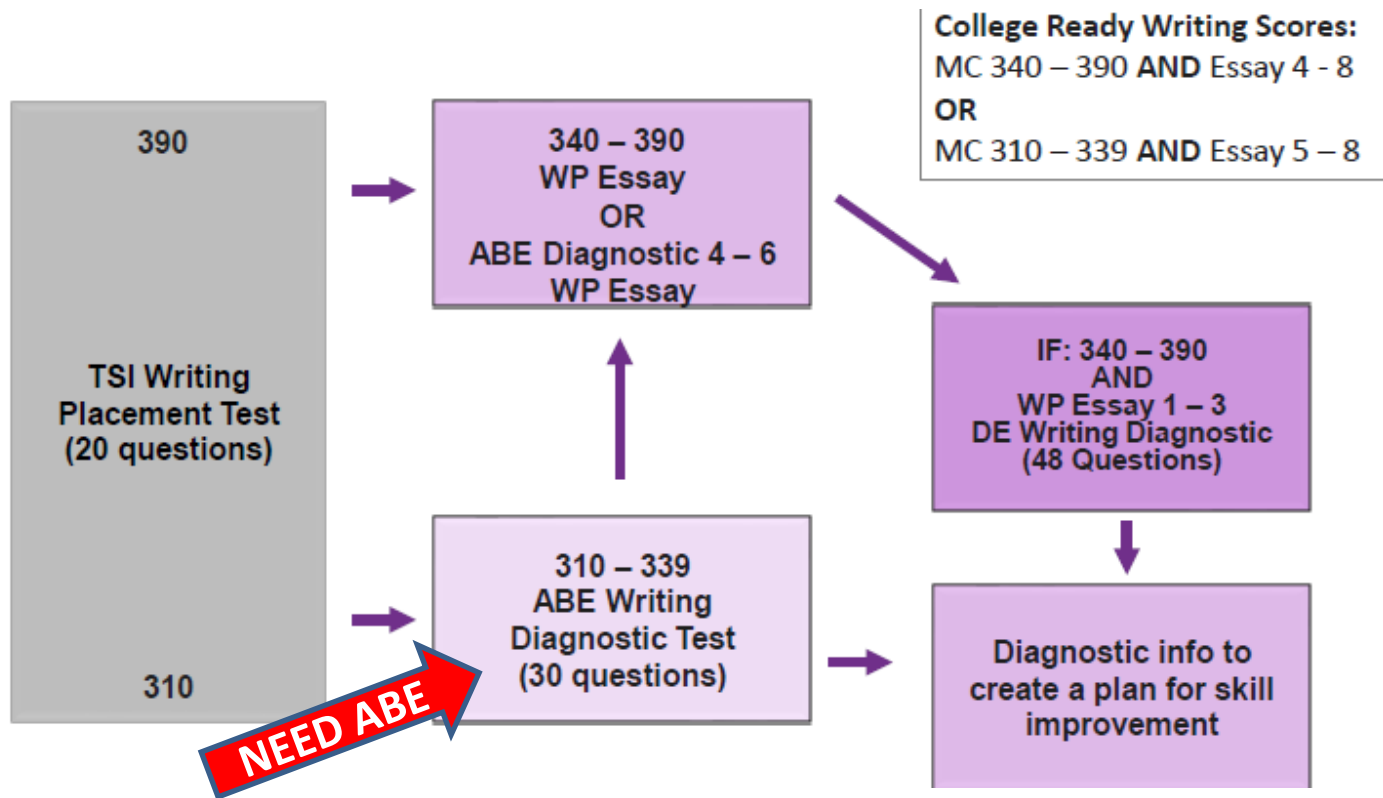 College Ready Writing Scores:
MC 340 – 390 AND Essay 4 - 8
OR
MC 310 – 339 AND Essay 5 – 8
390
TSI Writing
Placement Test
(20 questions)
310
340 – 390
WP Essay
OR
ABE Diagnostic 4 – 6
WP Essay
IF: 340 – 390
AND
WP Essay 1 – 3
DE Writing Diagnostic
(48 Questions)
310 – 339
ABE Writing
Diagnostic Test
(30 questions)
NEED ABE
Diagnostic info to
create a plan for skill
improvement